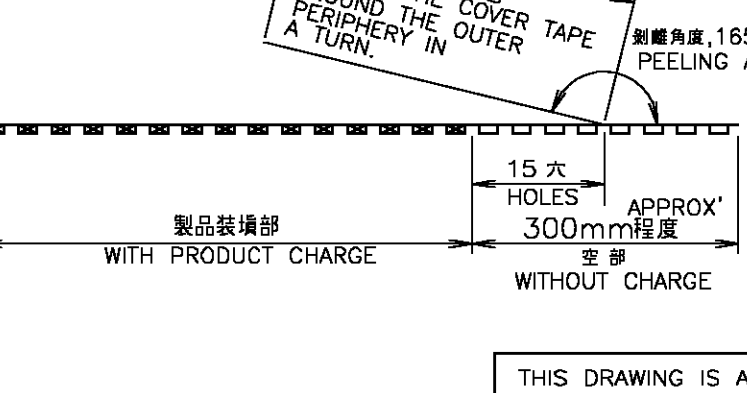 THE COVER TAPE
THE OUTER
PERIPHERY IN
A TURN.
剝離角度,165
PEELING A
15 穴
HOLES
APPROX'
300mm程度
製品装填部
WITH PRODUCT CHARGE
空部
WITHOUT CHARGE
THIS DRAWING IS A